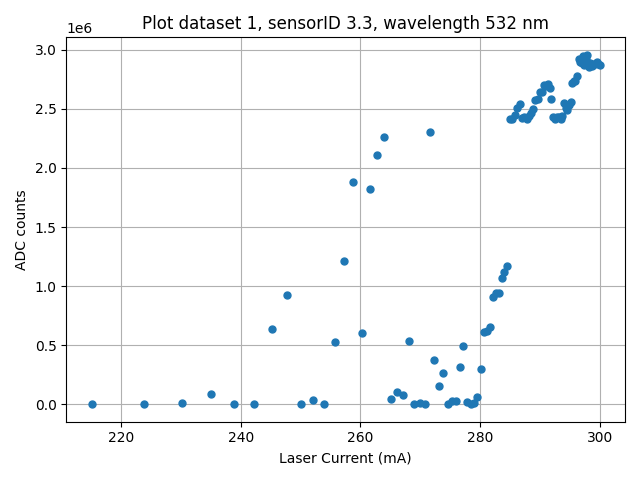 Plot dataset 1, sensorID 3.3, wavelength 532 nm
1e6
3.0
2.5
2.0
1.5
1.0
0.5
0.0
ADC counts
220 240 260 280 300
Laser Current (mA)